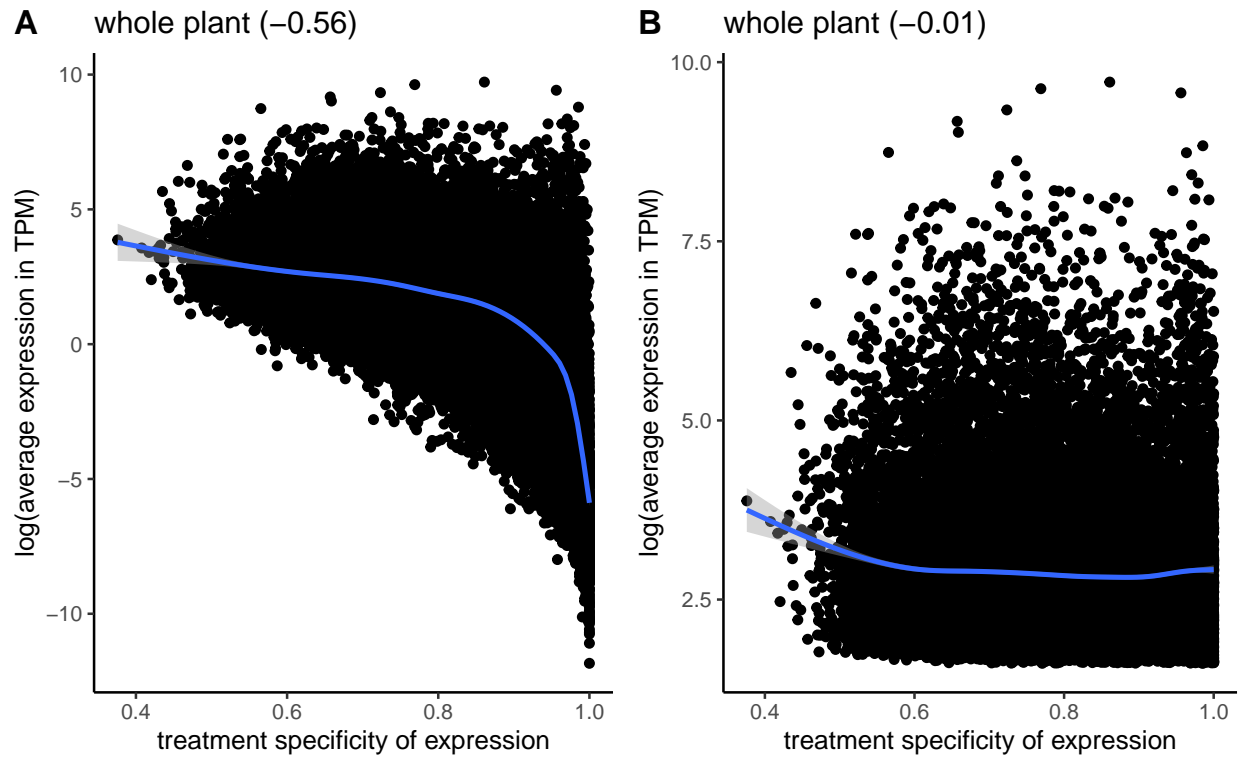 A whole plant (−0.56)
log(average expression in TPM)
10
5
0
−5
−10
0.4 0.6 0.8 1.0
treatment specificity of expression
B whole plant (−0.01)
log(average expression in TPM)
10.0
7.5
5.0
2.5
0.4 0.6 0.8 1.0
treatment specificity of expression